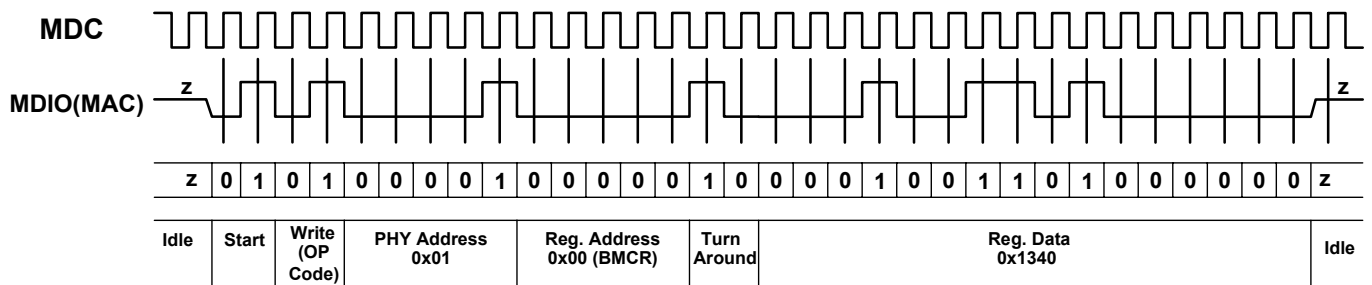 MDC
z
z
MDIO(MAC)
z 0 1 0 1 0 0 0 0 1 0 0 0 0 0 1 0 0 0 0 1 0 0 1 1 0 1 0 0 0 0 0 0 z
Idle Start Write (OP Code) PHY Address 0x01 Reg. Address 0x00 (BMCR) Turn Around Reg. Data 0x1340 Idle